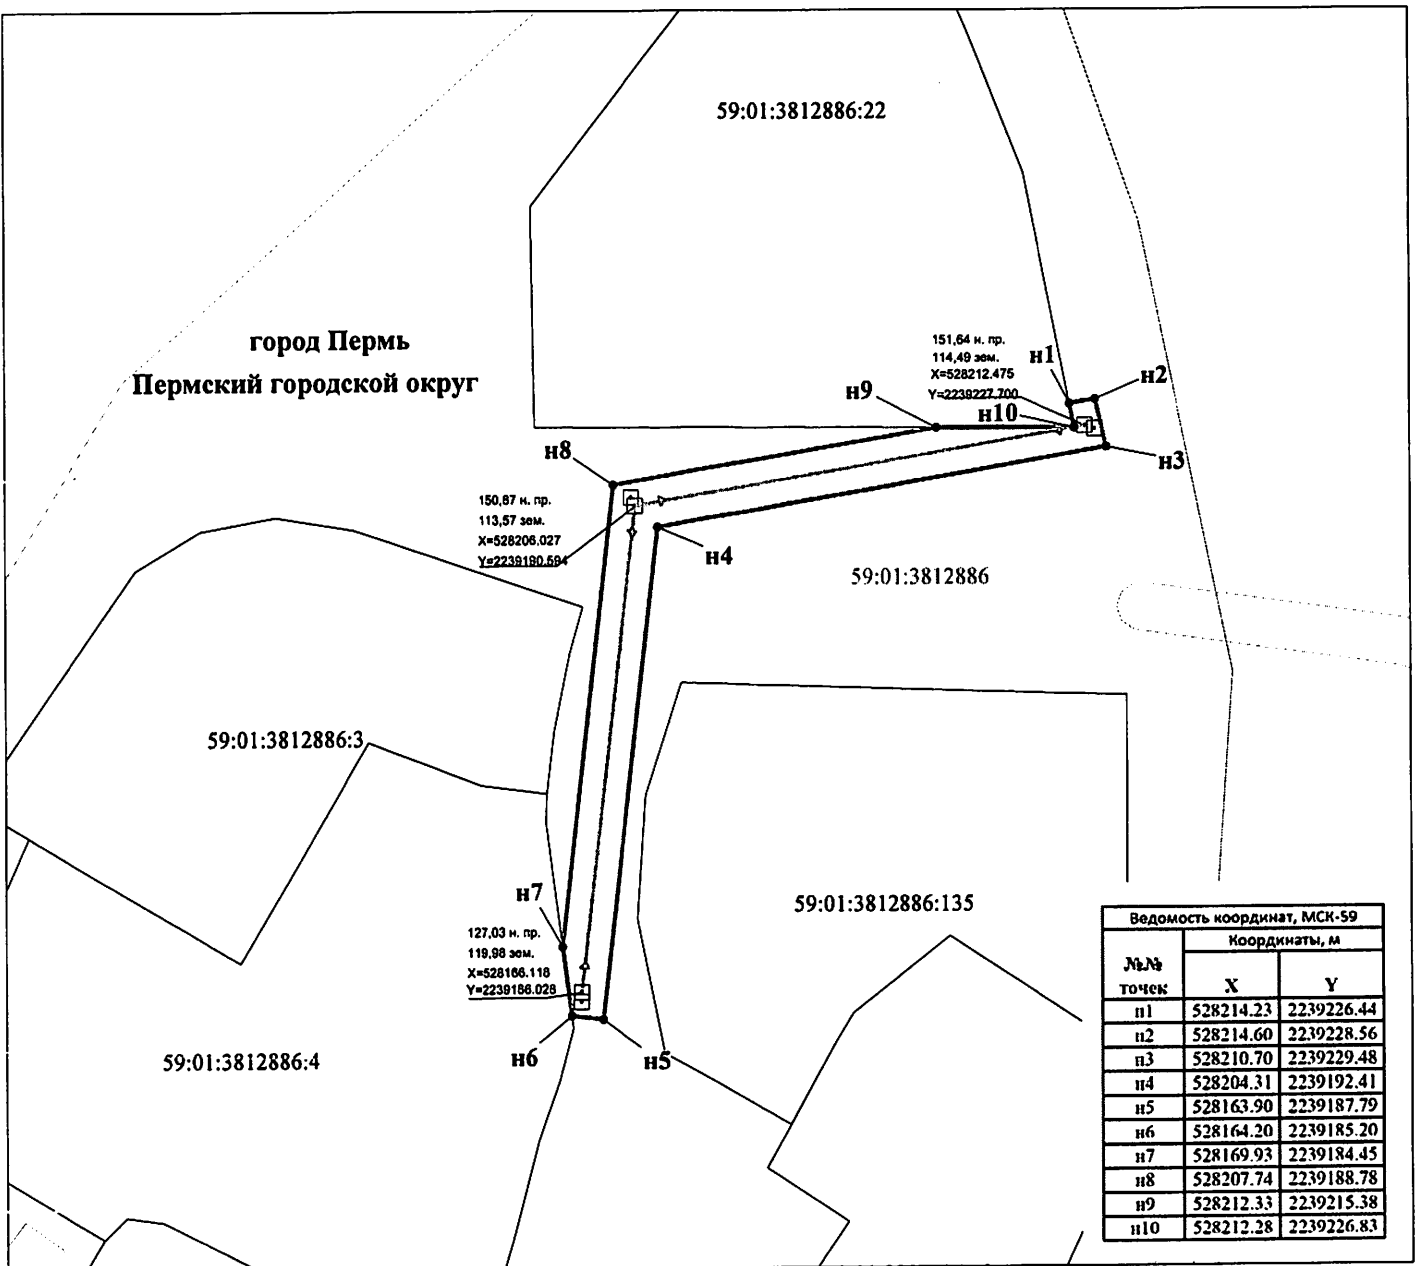 59:01:3812886:22
город Пермь
Пермский городской округ
151,64 н. пр.
114,49 зем.
X=528212.475
Y=2239227.700
н1
н2
н9
н10
н3
н8
150,87 н. пр.
113,57 зем.
X=528206.027
Y=2239190.594
н4
59:01:3812886
59:01:3812886:3
н7
59:01:3812886:135
127,03 н. пр.
119,98 зем.
X=528166.118
Y=2239186.028
н6
н5
59:01:3812886:4
Ведомость координат, МСК-59
№№ точек
Координаты, м
X Y
н1 528214.23 2239226.44
н2 528214.60 2239228.56
н3 528210.70 2239229.48
н4 528204.31 2239192.41
н5 528163.90 2239187.79
н6 528164.20 2239185.20
н7 528169.93 2239184.45
н8 528207.74 2239188.78
н9 528212.33 2239215.38
н10 528212.28 2239226.83